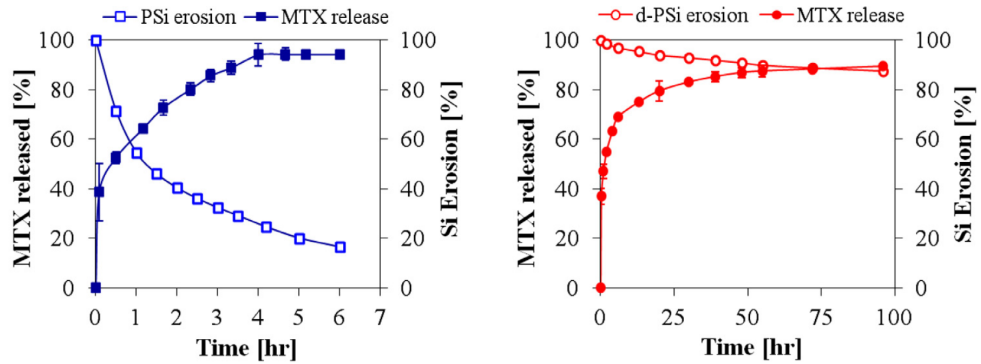 PSi erosion MTX release
100 100
80 80
60 60
40 40
20 20
0 0
0 1 2 3 4 5 6 7
MTX released [%]
Si Erosion [%]
Time [hr]
d-PSi erosion MTX release
100 100
80 80
60 60
40 40
20 20
0 0
0 25 50 75 100
MTX released [%]
Si Erosion [%]
Time [hr]